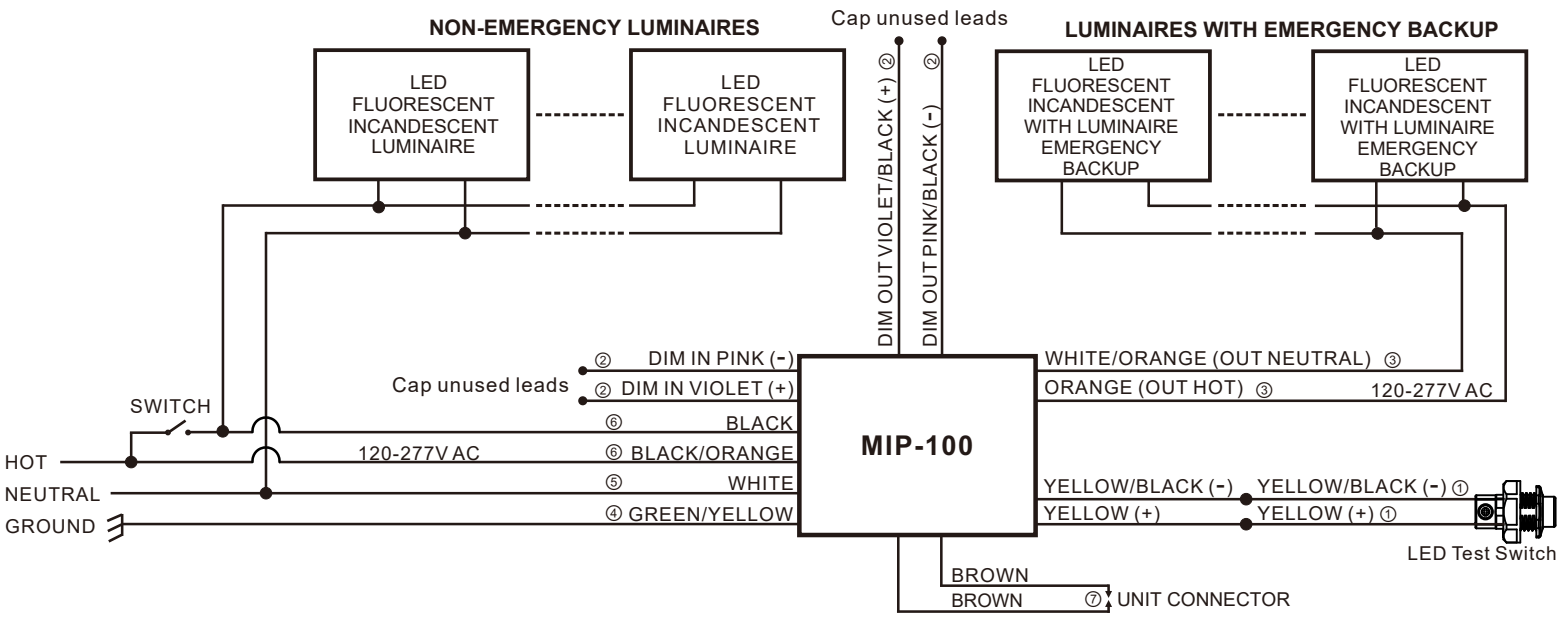 Cap unused leads
NON-EMERGENCY LUMINAIRES
LUMINAIRES WITH EMERGENCY BACKUP
LED
FLUORESCENT
INCANDESCENT
LUMINAIRE
LED
FLUORESCENT
INCANDESCENT
LUMINAIRE
DIM OUT VIOLET/BLACK (+) ②
DIM OUT PINK/BLACK (-) ②
LED
FLUORESCENT
INCANDESCENT
WITH LUMINAIRE
EMERGENCY
BACKUP
LED
FLUORESCENT
INCANDESCENT
WITH LUMINAIRE
EMERGENCY
BACKUP
② DIM IN PINK (-)
Cap unused leads
② DIM IN VIOLET (+)
SWITCH
⑥ BLACK
HOT
120-277V AC
⑥ BLACK/ORANGE
NEUTRAL
⑤ WHITE
GROUND
④ GREEN/YELLOW
MIP-100
WHITE/ORANGE (OUT NEUTRAL) ③
ORANGE (OUT HOT) ③
120-277V AC
YELLOW/BLACK (-)
YELLOW/BLACK (-) ①
YELLOW (+)
YELLOW (+) ①
LED Test Switch
BROWN
BROWN
⑦ UNIT CONNECTOR